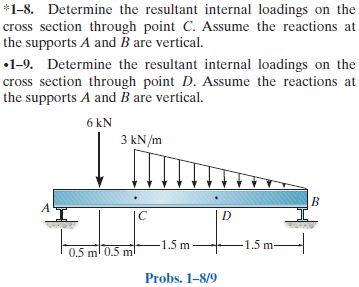 *1–8. Determine the resultant internal loadings on the
cross section through point C. Assume the reactions at
the supports A and B are vertical.
•1–9. Determine the resultant internal loadings on the
cross section through point D. Assume the reactions at
the supports A and B are vertical.
6 kN
3 kN/m
A
B
C
D
0.5 m
0.5 m
1.5 m
1.5 m
Probs. 1–8/9